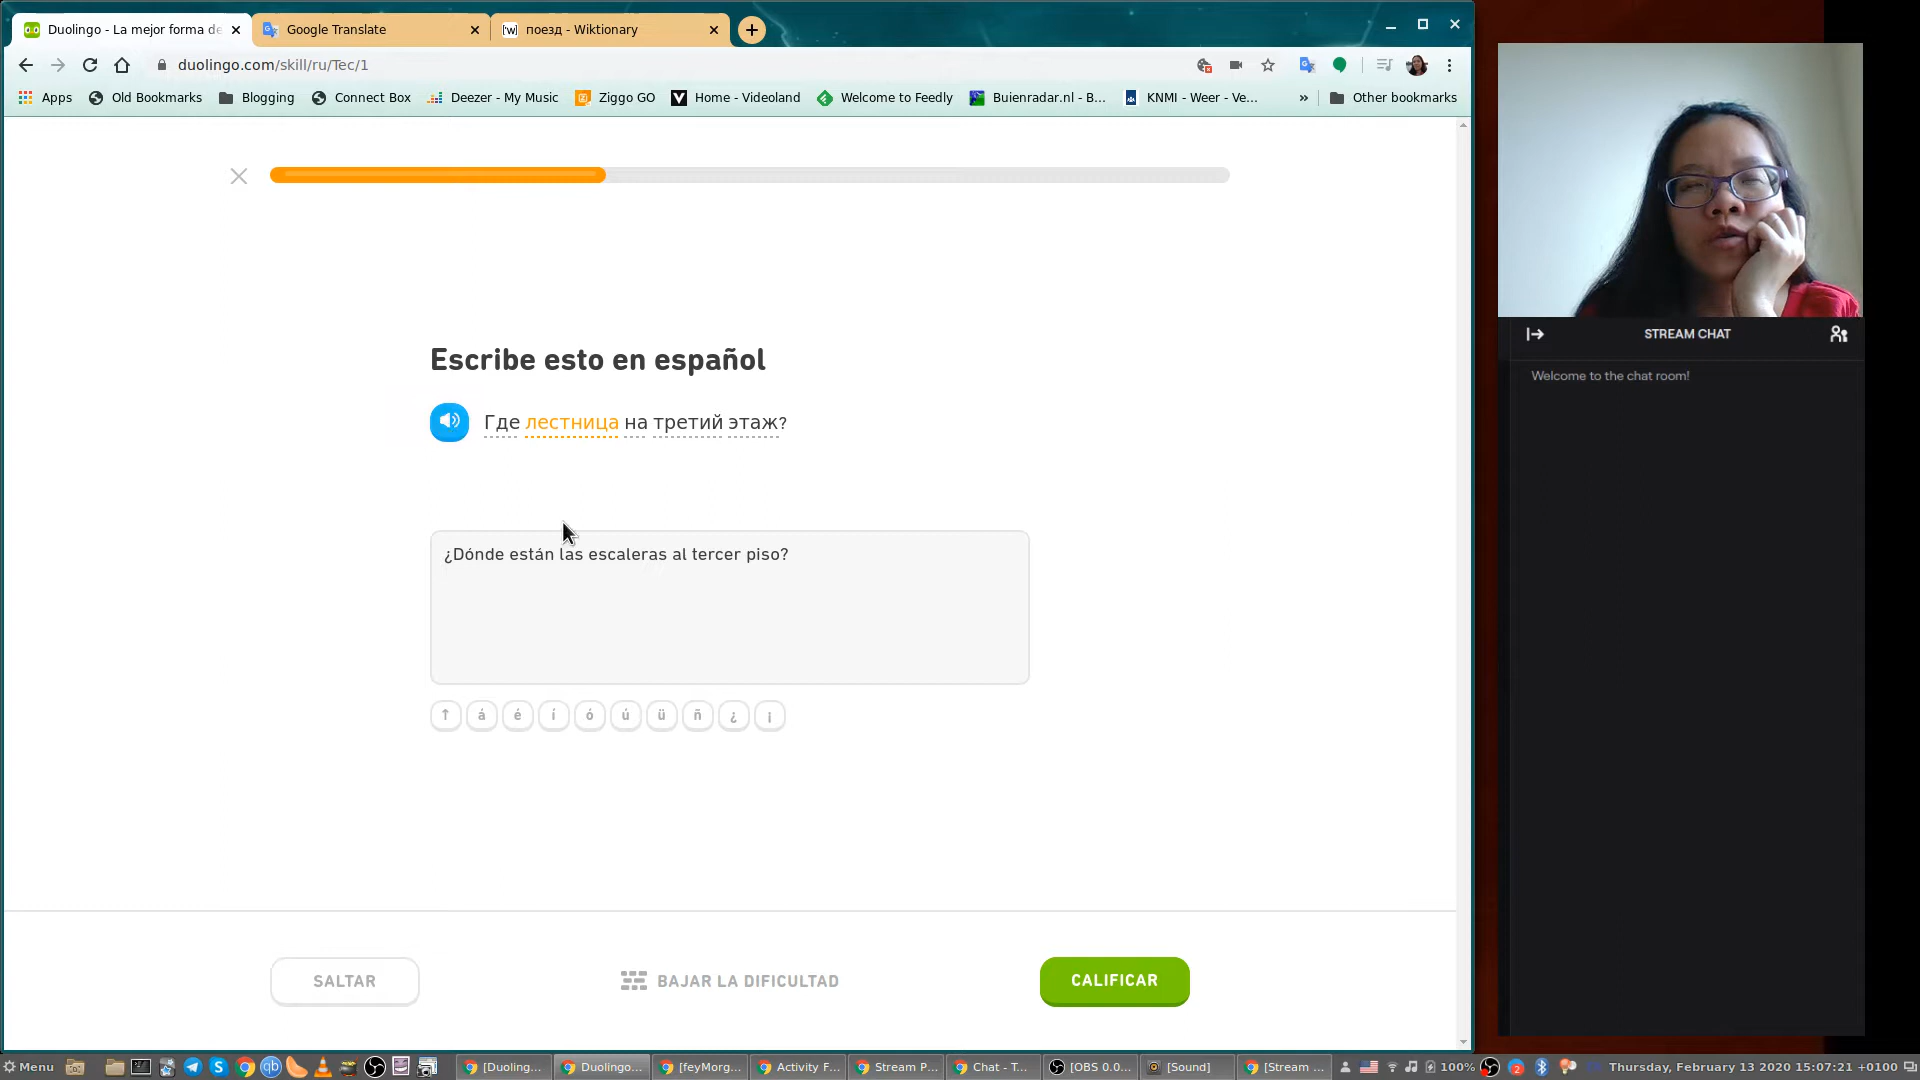 Duolingo - La mejor forma de
Google Translate
поезд - Wiktionary
duolingo.com/skill/ru/Tec/1
Apps
Old Bookmarks
Blogging
Connect Box
Deezer - My Music
Ziggo GO
Home - Videoland
Welcome to Feedly
Buienradar.nl - B...
KNMI - Weer - Ve...
»
Other bookmarks
Escribe esto en español
Где лестница на третий этаж?
¿Dónde están las escaleras al tercer piso?
↑ á é í ó ú ü ñ ¿ ¡
SALTAR
BAJAR LA DIFICULTAD
CALIFICAR
STREAM CHAT
Welcome to the chat room!
Menu
[Duoling...
Duolingo...
[feyMorg...
Activity F...
Stream P...
Chat - T...
[OBS 0.0...
[Sound]
[Stream ...
100%
2
Thursday, February 13 2020 15:07:21 +0100